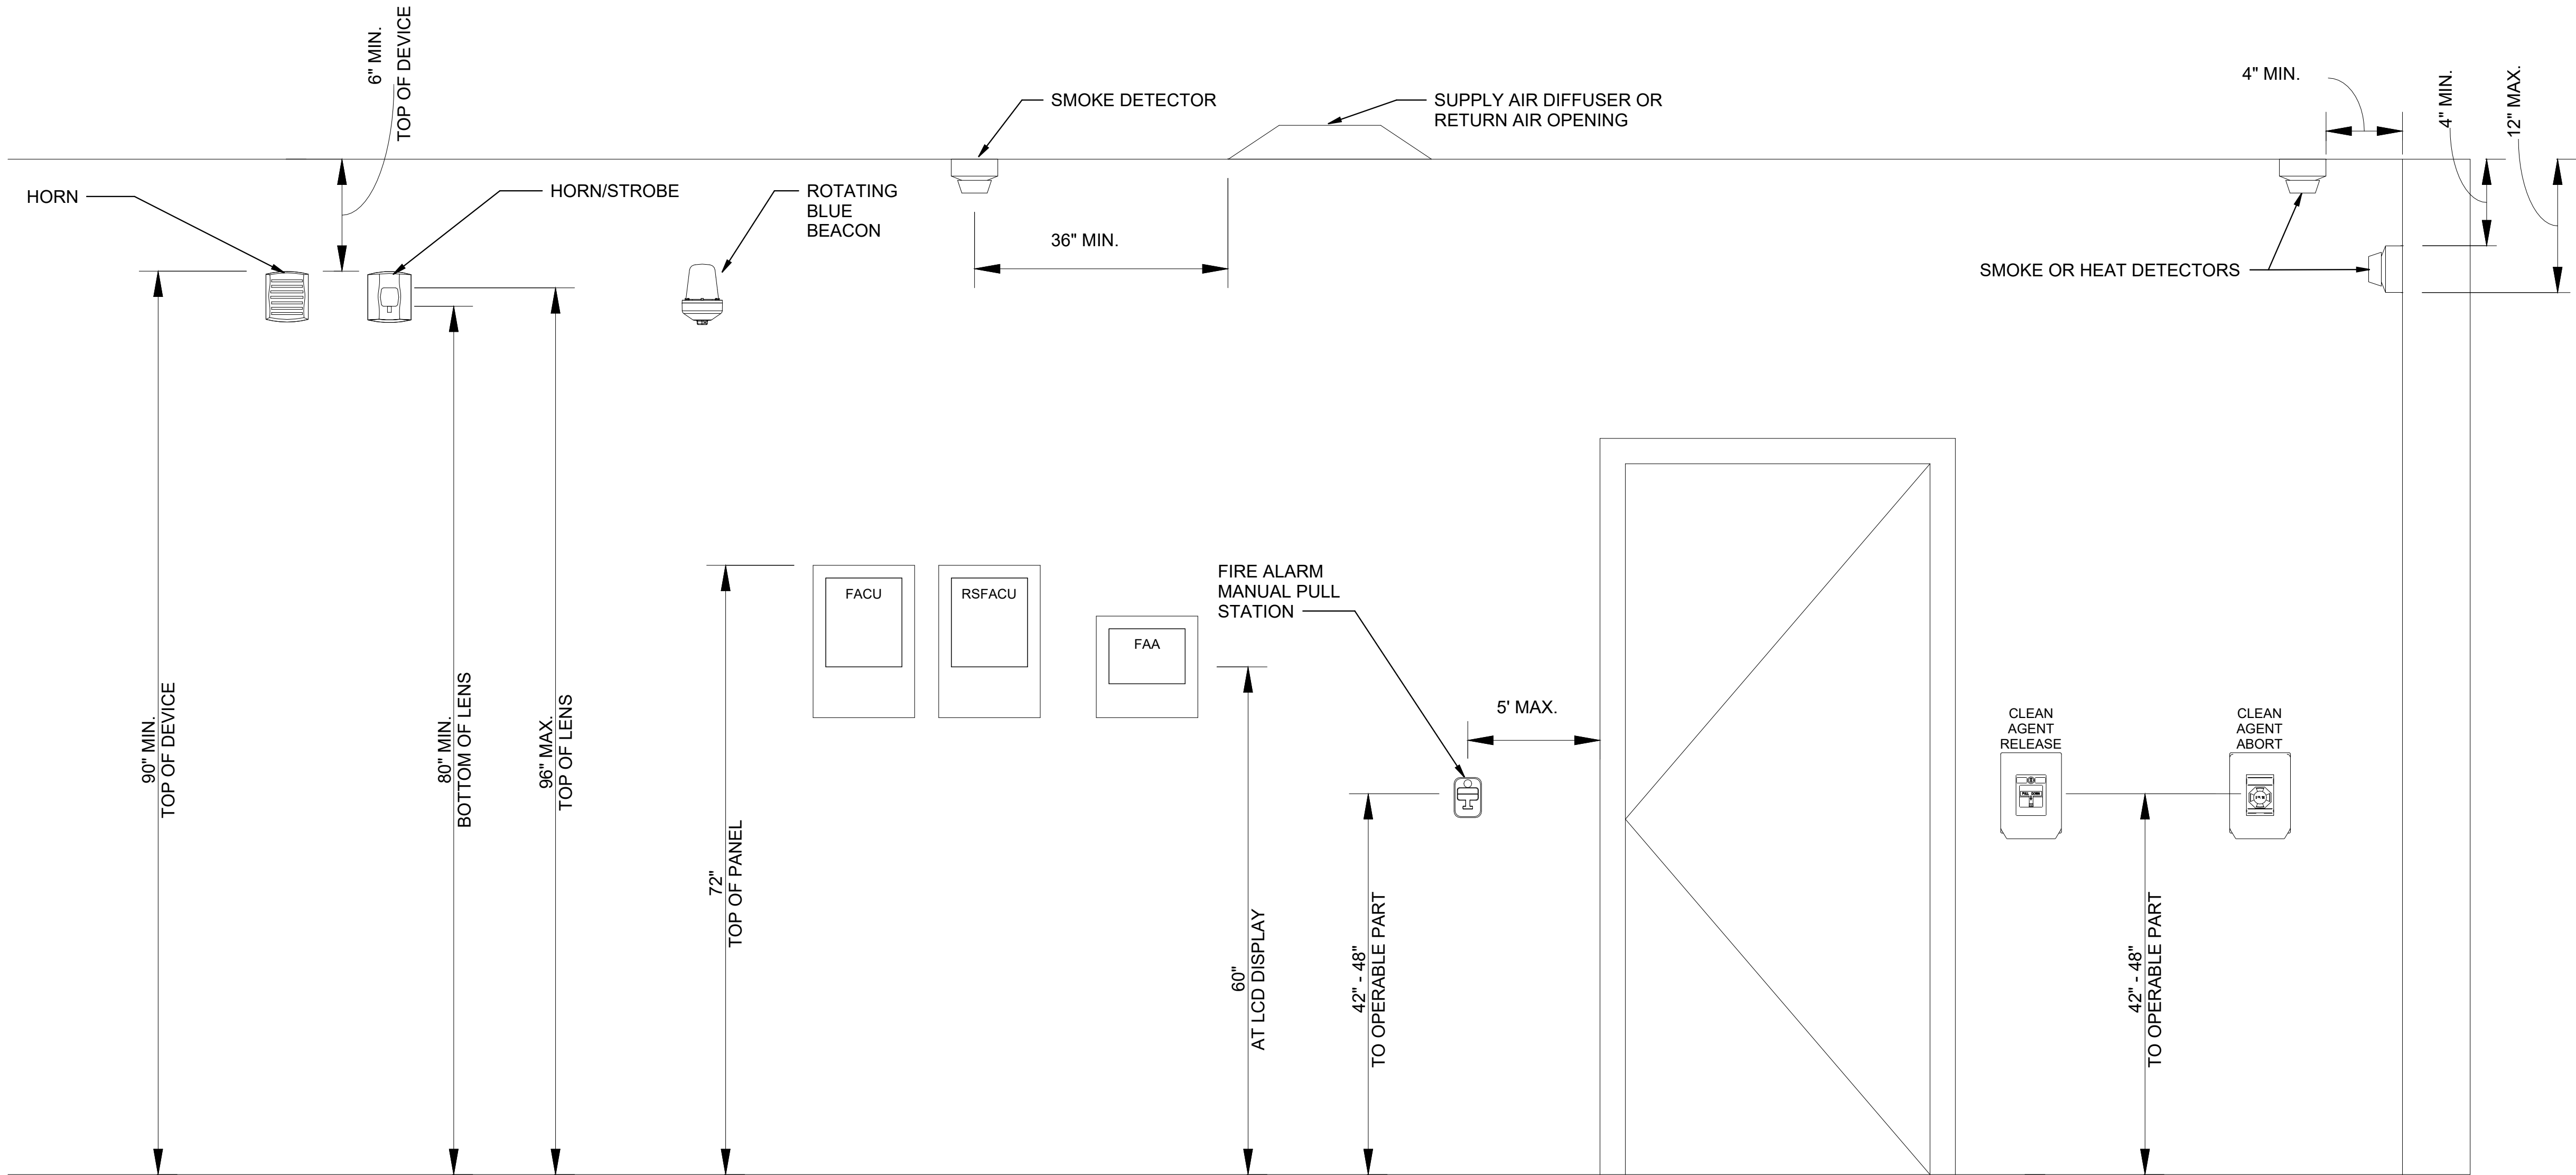 6" MIN.
TOP OF DEVICE
SMOKE DETECTOR
SUPPLY AIR DIFFUSER OR
RETURN AIR OPENING
4" MIN.
4" MIN.
12" MAX.
HORN
HORN/STROBE
ROTATING
BLUE
BEACON
36" MIN.
SMOKE OR HEAT DETECTORS
90" MIN.
TOP OF DEVICE
80" MIN.
BOTTOM OF LENS
96" MAX.
TOP OF LENS
72"
TOP OF PANEL
FACU
RSFACU
FAA
60"
AT LCD DISPLAY
FIRE ALARM
MANUAL PULL
STATION
5' MAX.
42" - 48"
TO OPERABLE PART
CLEAN
AGENT
RELEASE
PULL DOWN
CLEAN
AGENT
ABORT
42" - 48"
TO OPERABLE PART